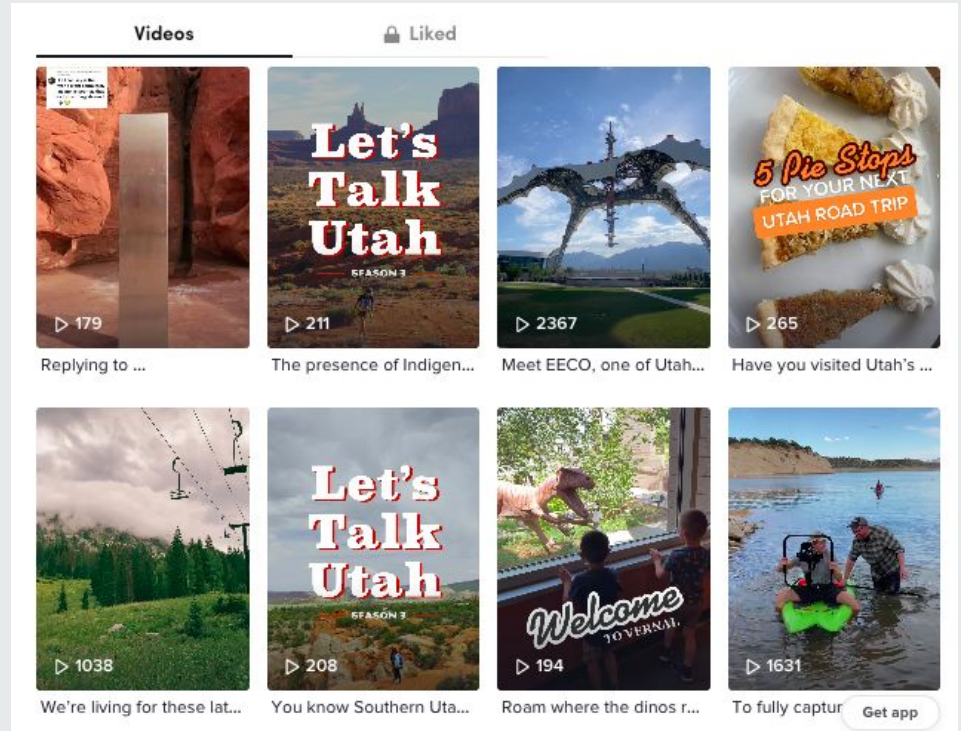 Videos
Liked
Let's
Talk
Utah
SEASON 3
5 Pie Stops
FOR YOUR NEXT
UTAH ROAD TRIP
179
211
2367
265
Replying to ...
The presence of Indigen...
Meet EECO, one of Utah...
Have you visited Utah's ...
Let's
Talk
Utah
SEASON 3
Welcome
TO VERNAL
1038
208
194
1631
We're living for these lat...
You know Southern Uta...
Roam where the dinos r...
To fully captur
Get app